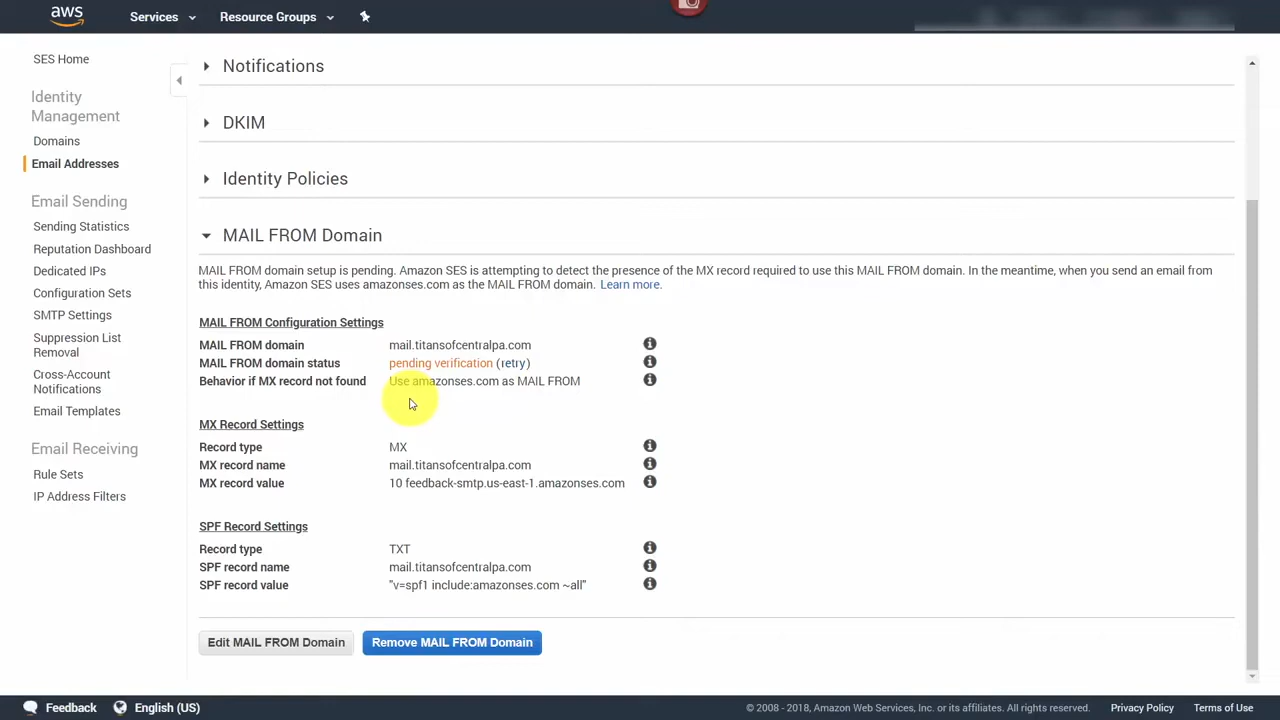 aws
Services
Resource Groups
SES Home
Identity
Management
Domains
Email Addresses
Email Sending
Sending Statistics
Reputation Dashboard
Dedicated IPs
Configuration Sets
SMTP Settings
Suppression List
Removal
Cross-Account
Notifications
Email Templates
Email Receiving
Rule Sets
IP Address Filters
Notifications
DKIM
Identity Policies
MAIL FROM Domain
MAIL FROM domain setup is pending. Amazon SES is attempting to detect the presence of the MX record required to use this MAIL FROM domain. In the meantime, when you send an email from
this identity, Amazon SES uses amazonses.com as the MAIL FROM domain. Learn more.
MAIL FROM Configuration Settings
MAIL FROM domain mail.titansofcentralpa.com
MAIL FROM domain status pending verification (retry)
Behavior if MX record not found Use amazonses.com as MAIL FROM
MX Record Settings
Record type MX
MX record name mail.titansofcentralpa.com
MX record value 10 feedback-smtp.us-east-1.amazonses.com
SPF Record Settings
Record type TXT
SPF record name mail.titansofcentralpa.com
SPF record value "v=spf1 include:amazonses.com ~all"
Edit MAIL FROM Domain Remove MAIL FROM Domain
Feedback English (US) © 2008 - 2018, Amazon Web Services, Inc. or its affiliates. All rights reserved. Privacy Policy Terms of Use